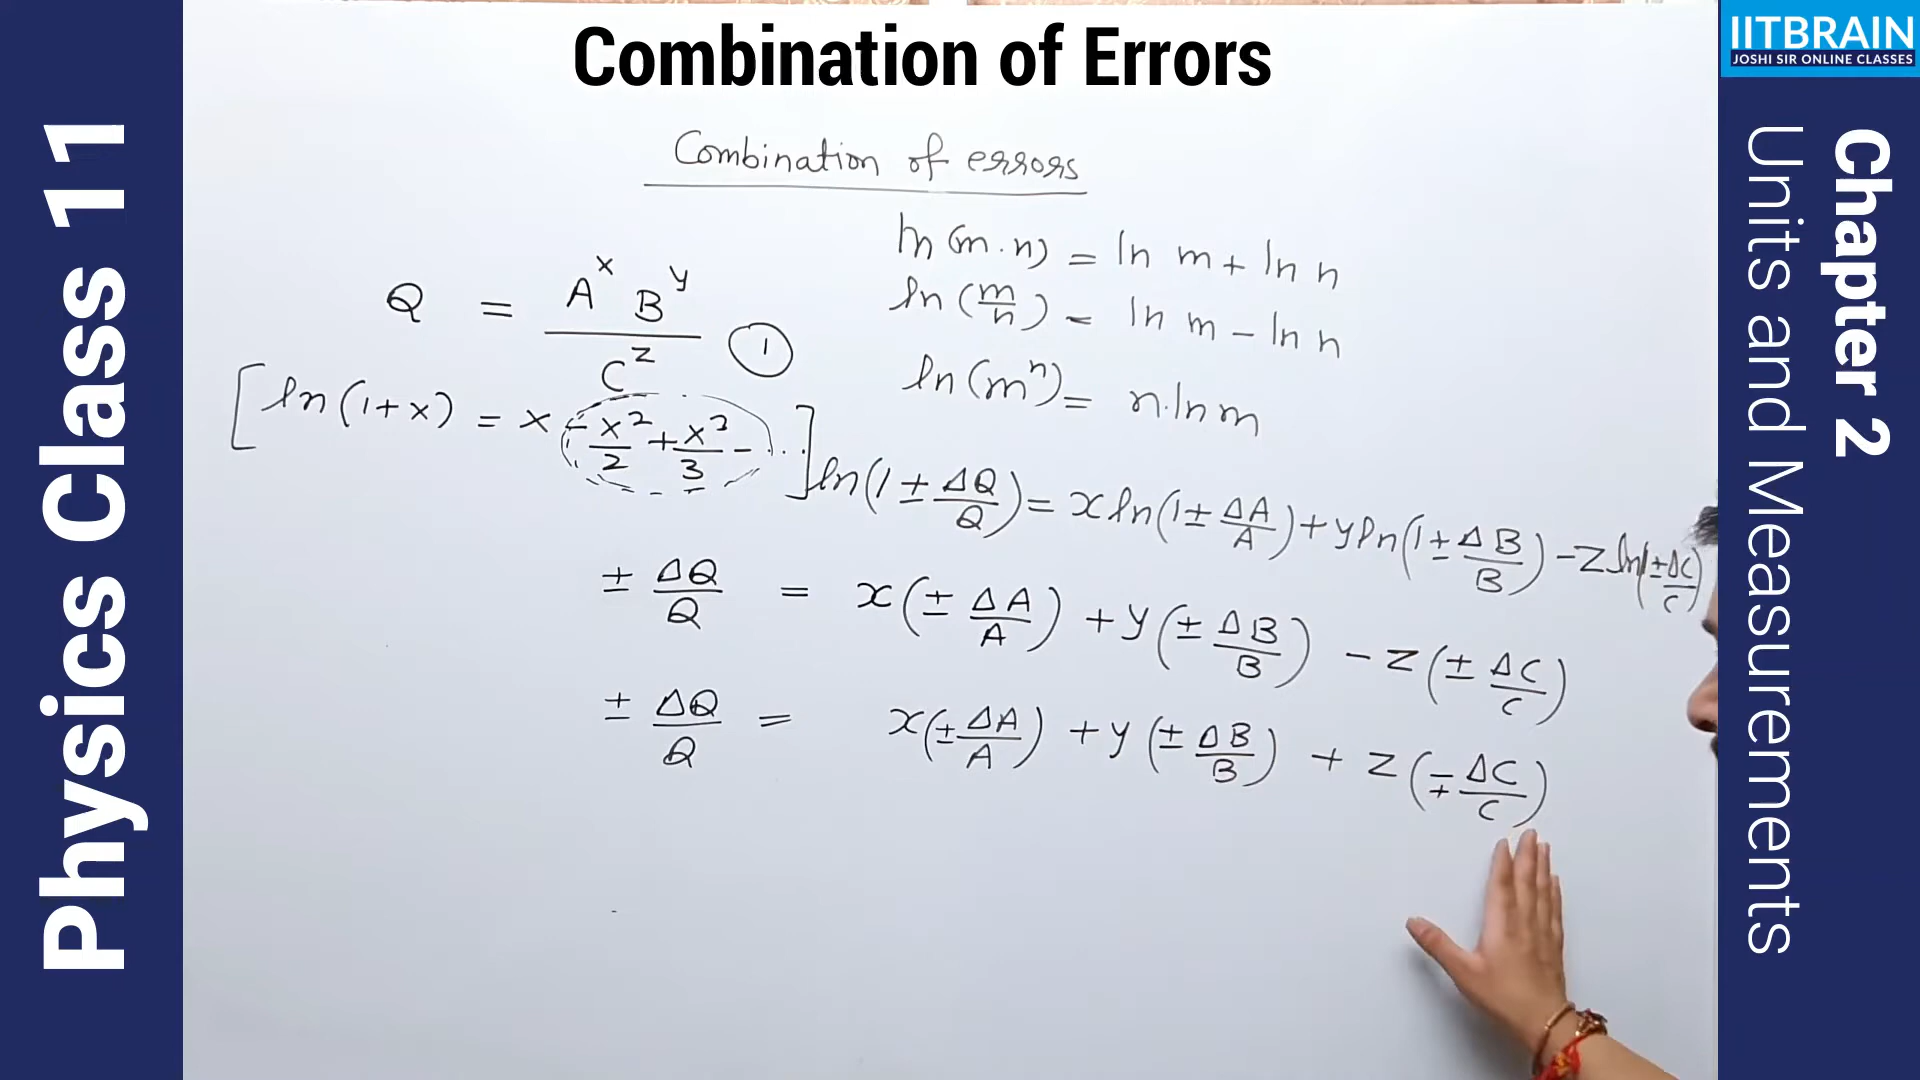 Combination of Errors
IITBRAIN
JOSHI SIR ONLINE CLASSES
Physics Class 11
Chapter 2
Units and Measurements
Combination of errors
ln(m·n) = ln m + ln n
Q = A^x B^y / C^z ①
ln(m/n) = ln m − ln n
ln(m^n) = n·ln m
[ln(1+x) = x − x²/2 + x³/3 − ...]
ln(1 ± ΔQ/Q) = x ln(1 ± ΔA/A) + y ln(1 ± ΔB/B) − z ln(1 ± ΔC/C)
± ΔQ/Q = x(± ΔA/A) + y(± ΔB/B) − z(± ΔC/C)
± ΔQ/Q = x(± ΔA/A) + y(± ΔB/B) + z(∓ ΔC/C)